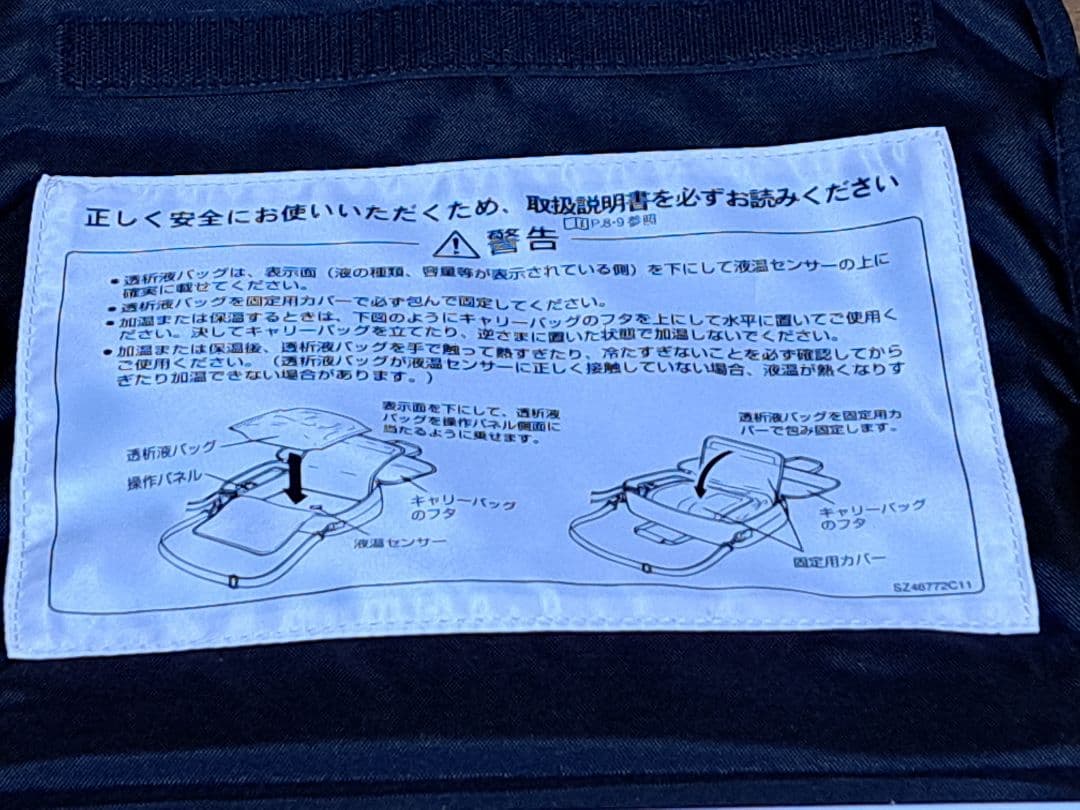 正しく安全にお使いいただくため、取扱説明書を必ずお読みください
P.8-9 参照
警告
•透析液バッグは、表示面（液の種類、容量等が表示されている側）を下にして液温センサーの上に
確実に載せてください。
•透析液バッグを固定用カバーで必ず包んで固定してください。
•加温または保温するときは、下図のようにキャリーバッグのフタを上にして水平に置いてご使用く
ださい。決してキャリーバッグを立てたり、逆さまに置いた状態で加温しないでください。
•加温または保温後、透析液バッグを手で触って熱すぎたり、冷たすぎないことを必ず確認してから
ご使用ください。（透析液バッグが液温センサーに正しく接触していない場合、液温が熱くなりす
ぎたり加温できない場合があります。）
表示面を下にして、透析液
バッグを操作パネル側面に
当たるように乗せます。
透析液バッグ
操作パネル
キャリーバッグ
のフタ
液温センサー
透析液バッグを固定用カ
バーで包み固定します。
キャリーバッグ
のフタ
固定用カバー
SZ46772C11